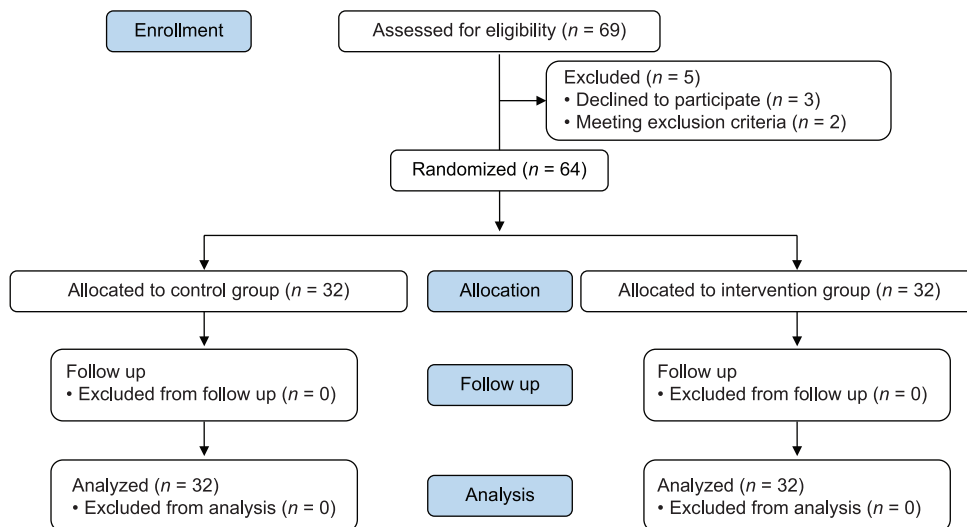 Enrollment
Assessed for eligibility (n = 69)
Excluded (n = 5)
• Declined to participate (n = 3)
• Meeting exclusion criteria (n = 2)
Randomized (n = 64)
Allocated to control group (n = 32)
Allocation
Allocated to intervention group (n = 32)
Follow up
• Excluded from follow up (n = 0)
Follow up
Follow up
• Excluded from follow up (n = 0)
Analyzed (n = 32)
• Excluded from analysis (n = 0)
Analysis
Analyzed (n = 32)
• Excluded from analysis (n = 0)